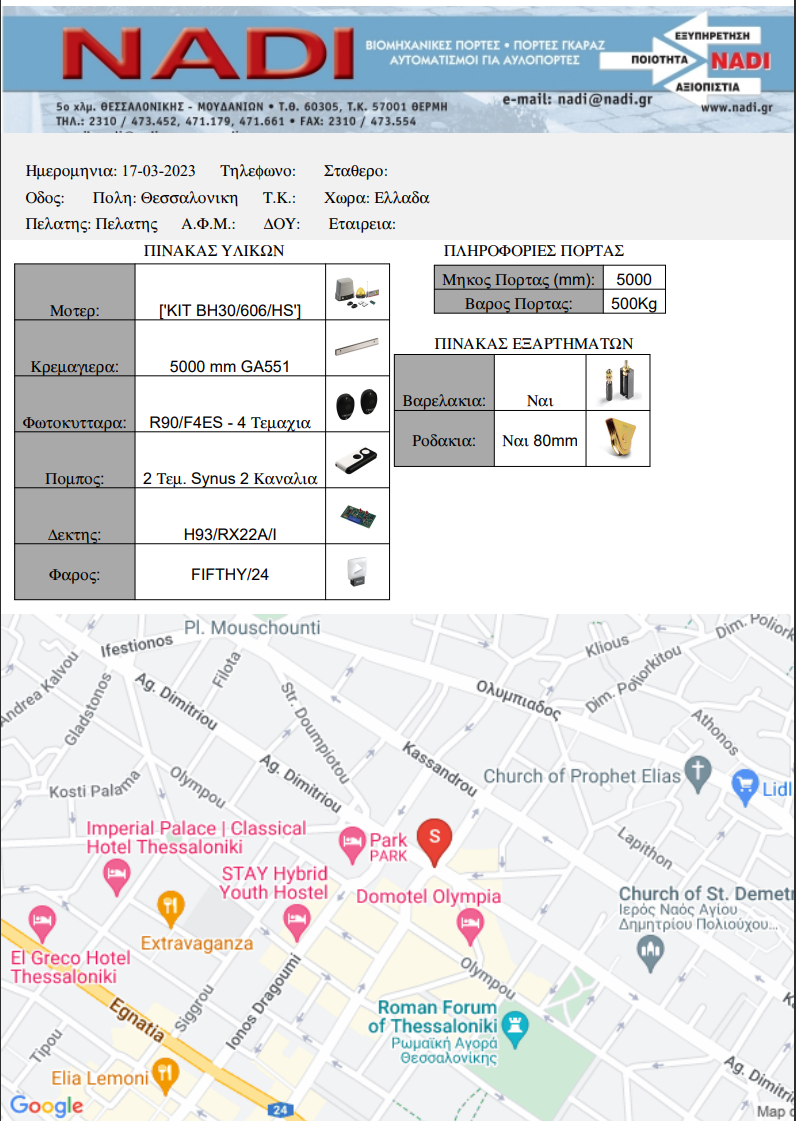 NADI
ΒΙΟΜΗΧΑΝΙΚΕΣ ΠΟΡΤΕΣ • ΠΟΡΤΕΣ ΓΚΑΡΑΖ
ΑΥΤΟΜΑΤΙΣΜΟΙ ΓΙΑ ΑΥΛΟΠΟΡΤΕΣ
ΕΞΥΠΗΡΕΤΗΣΗ
ΠΟΙΟΤΗΤΑ
NADI
ΑΞΙΟΠΙΣΤΙΑ
5ο χλμ. ΘΕΣΣΑΛΟΝΙΚΗΣ - ΜΟΥΔΑΝΙΩΝ • Τ.Θ. 60305, Τ.Κ. 57001 ΘΕΡΜΗ
ΤΗΛ.: 2310 / 473.452, 471.179, 471.661 • FAX: 2310 / 473.554
e-mail: nadi@nadi.gr
www.nadi.gr
Ημερομηνια: 17-03-2023 Τηλεφωνο: Σταθερο:
Οδος: Πολη: Θεσσαλονικη Τ.Κ.: Χωρα: Ελλαδα
Πελατης: Πελατης Α.Φ.Μ.: ΔΟΥ: Εταιρεια:
ΠΙΝΑΚΑΣ ΥΛΙΚΩΝ
Μοτερ: ['KIT BH30/606/HS']
Κρεμαγιερα: 5000 mm GA551
Φωτοκυτταρα: R90/F4ES - 4 Τεμαχια
Πομπος: 2 Τεμ. Synus 2 Καναλια
Δεκτης: H93/RX22A/I
Φαρος: FIFTHY/24
ΠΛΗΡΟΦΟΡΙΕΣ ΠΟΡΤΑΣ
Μηκος Πορτας (mm): 5000
Βαρος Πορτας: 500Kg
ΠΙΝΑΚΑΣ ΕΞΑΡΤΗΜΑΤΩΝ
Βαρελακια: Ναι
Ροδακια: Ναι 80mm
Pl. Mouschounti
Ifestionos
Klious
Dim. Poliork
Andrea Kalvou
Gladstonos
Filota
Ag. Dimitriou
Str. Doumpiotou
Ολυμπιαδος
Dim. Poliorkitou
Athonos
Kassandrou
Ag. Dimitriou
Church of Prophet Elias
Lidl
Kosti Palama
Olympou
Imperial Palace | Classical
Hotel Thessaloniki
Park
PARK
S
Lapithon
STAY Hybrid
Youth Hostel
Domotel Olympia
Church of St. Demetr
Ιερός Ναός Αγίου
Δημητρίου Πολιούχου...
Extravaganza
El Greco Hotel
Thessaloniki
Olympou
Egnatia
Siggrou
Ionos Dragoumi
Roman Forum
of Thessaloniki
Ρωμαϊκή Αγορά
Θεσσαλονίκης
Tipou
Elia Lemoni
Ag. Dimitri
Google
24
Map